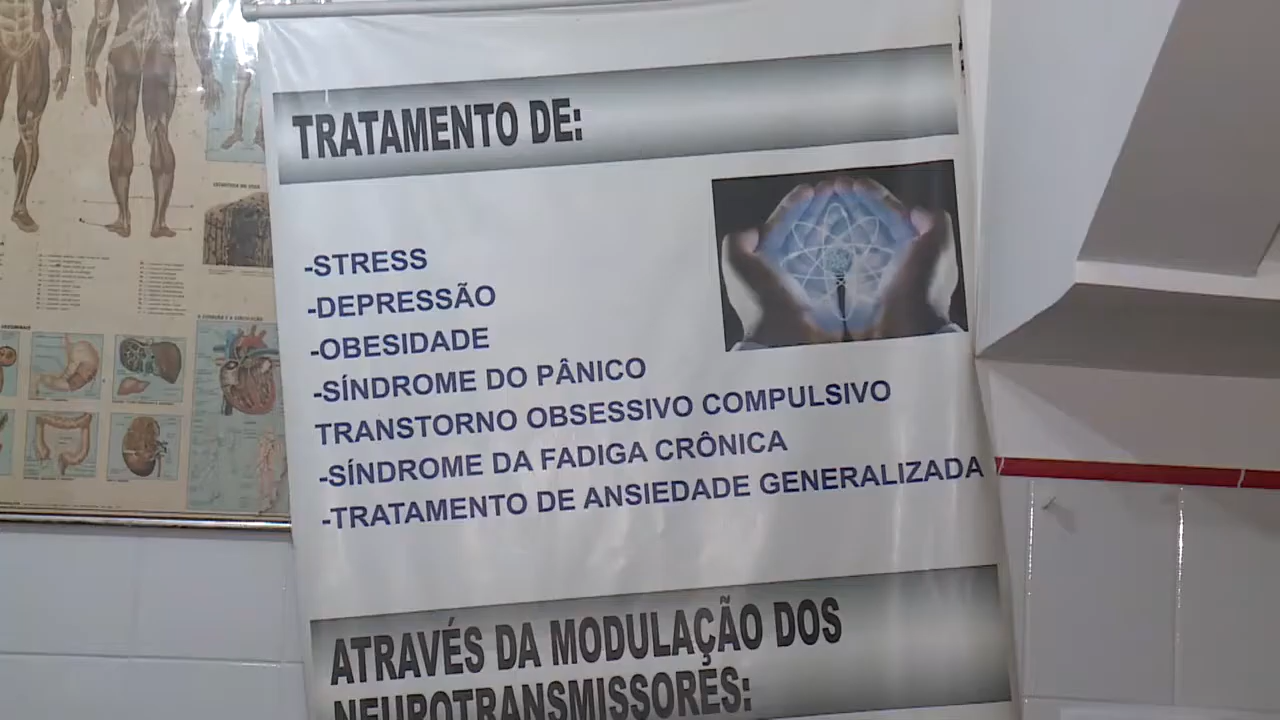 TRATAMENTO DE:
-STRESS
-DEPRESSÃO
-OBESIDADE
-SÍNDROME DO PÂNICO
TRANSTORNO OBSESSIVO COMPULSIVO
-SÍNDROME DA FADIGA CRÔNICA
-TRATAMENTO DE ANSIEDADE GENERALIZADA
ATRAVÉS DA MODULAÇÃO DOS
NEUROTRANSMISSORES: